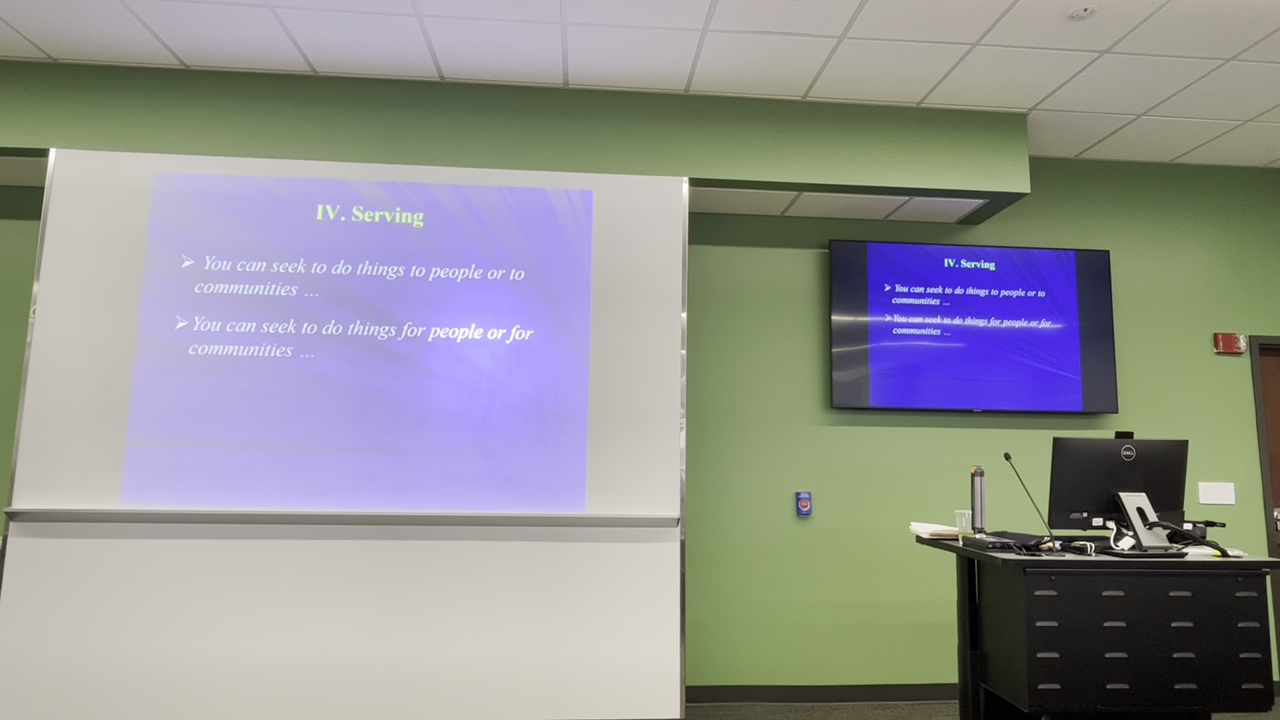 IV. Serving
➢ You can seek to do things to people or to
communities ...
➢ You can seek to do things for people or for
communities ...
IV. Serving
➢ You can seek to do things to people or to
communities ...
➢ You can seek to do things for people or for
communities ...
DELL